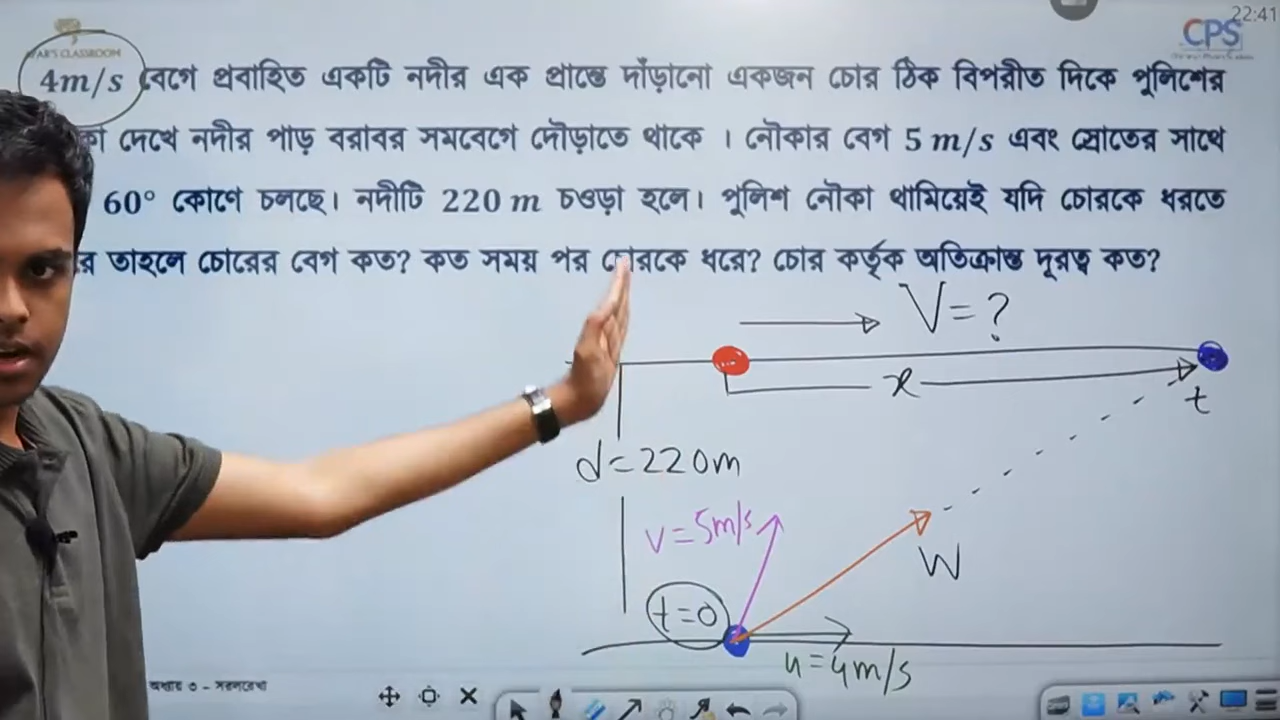 22:41
CPS
4m/s বেগে প্রবাহিত একটি নদীর এক প্রান্তে দাঁড়ানো একজন চোর ঠিক বিপরীত দিকে পুলিশের
দেখে নদীর পাড় বরাবর সমবেগে দৌড়াতে থাকে । নৌকার বেগ 5 m/s এবং স্রোতের সাথে
60° কোণে চলছে। নদীটি 220 m চওড়া হলে। পুলিশ নৌকা থামিয়েই যদি চোরকে ধরতে
তাহলে চোরের বেগ কত? কত সময় পর চোরকে ধরে? চোর কর্তৃক অতিক্রান্ত দূরত্ব কত?
V=?
x
t
d=220m
v=5m/s
W
t=0
u=4m/s
অধ্যায় ৩ - সরলরেখা